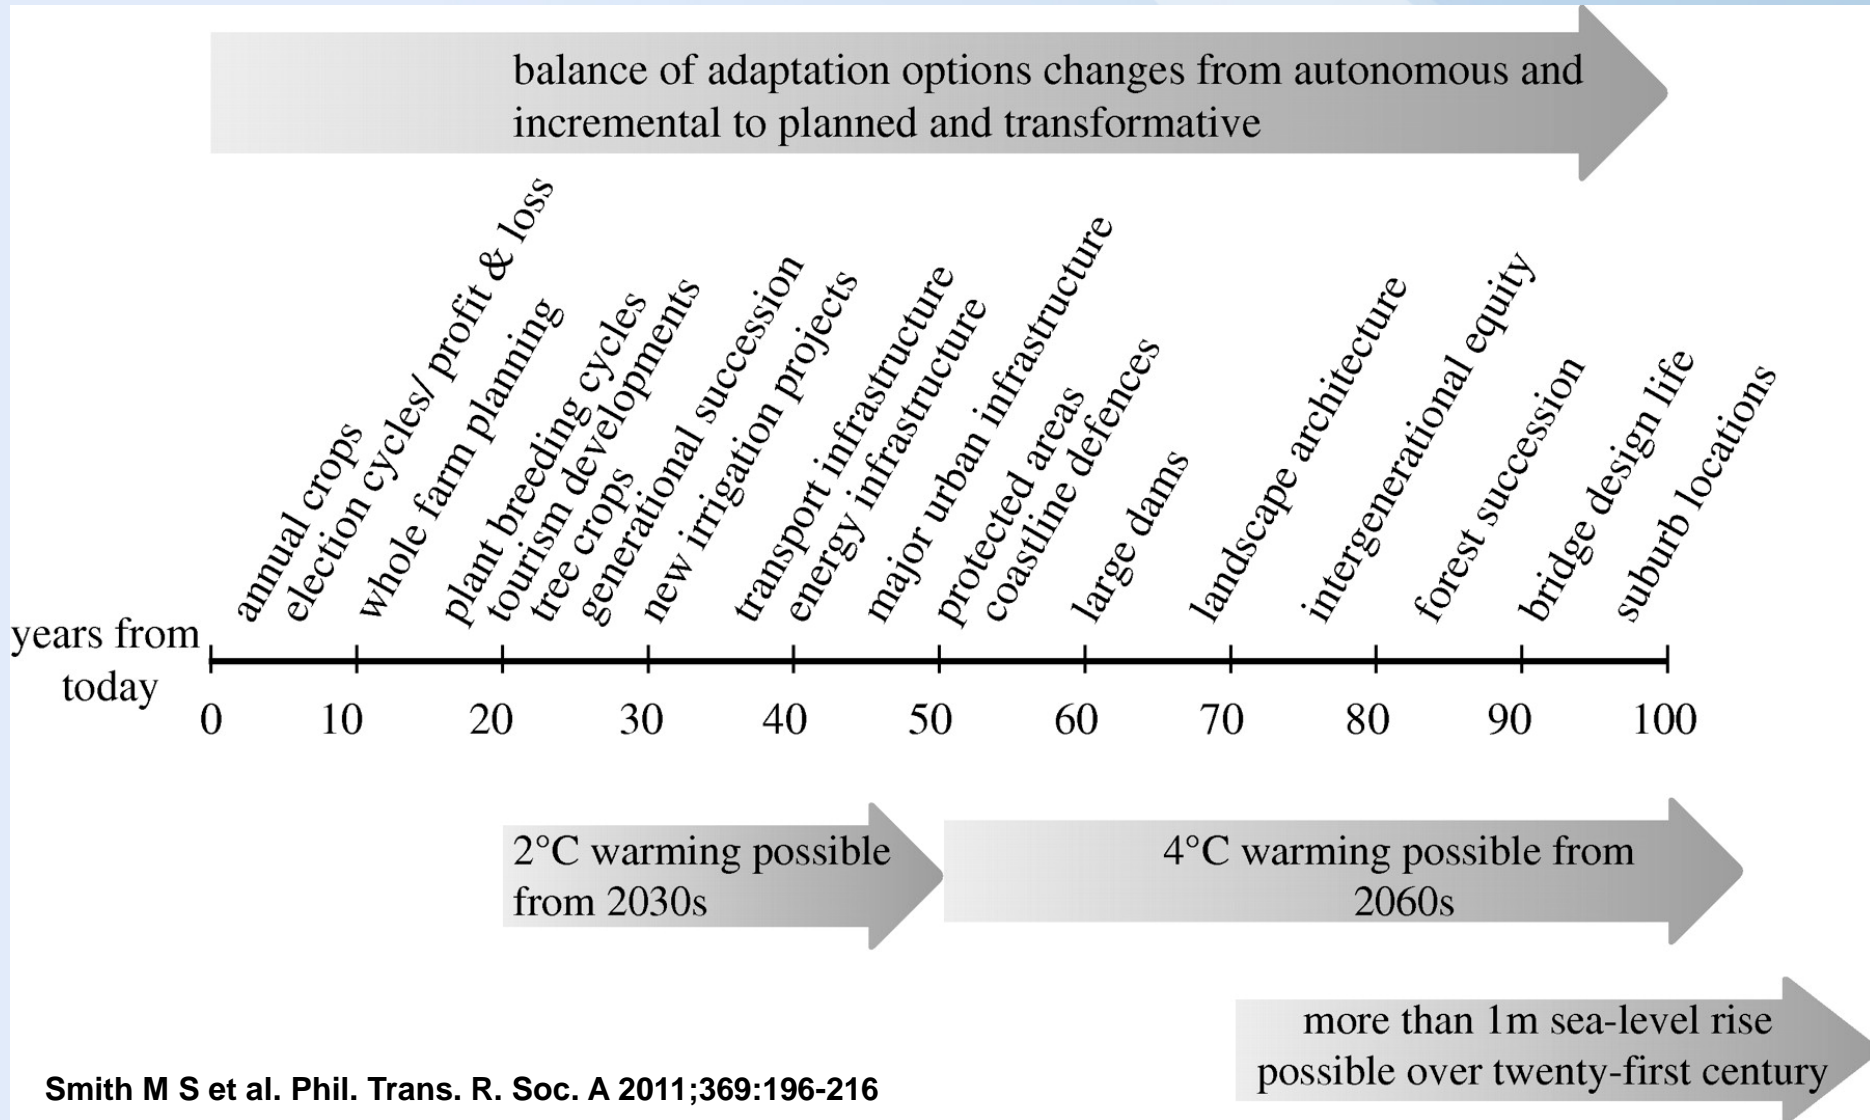 balance of adaptation options changes from autonomous and
incremental to planned and transformative
annual crops
election cycles/ profit & loss
whole farm planning
plant breeding cycles
tourism developments
tree crops
generational succession
new irrigation projects
transport infrastructure
energy infrastructure
major urban infrastructure
protected areas
coastline defences
large dams
landscape architecture
intergenerational equity
forest succession
bridge design life
suburb locations
years from
today
0 10 20 30 40 50 60 70 80 90 100
2°C warming possible
from 2030s
4°C warming possible from
2060s
more than 1m sea-level rise
possible over twenty-first century
Smith M S et al. Phil. Trans. R. Soc. A 2011;369:196-216